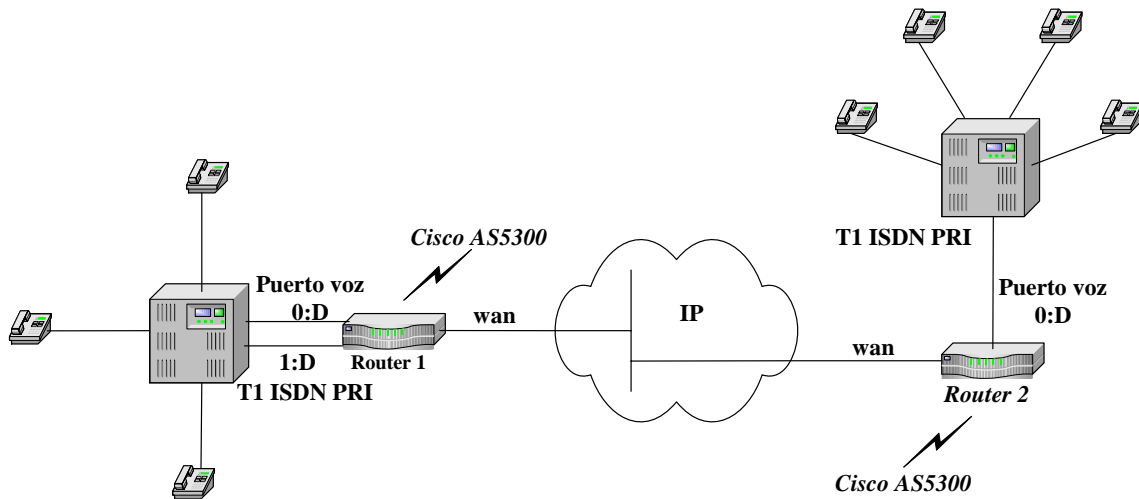 Cisco AS5300
Puerto voz
0:D
1:D
T1 ISDN PRI
Router 1
wan
IP
wan
T1 ISDN PRI
Puerto voz
0:D
Router 2
Cisco AS5300